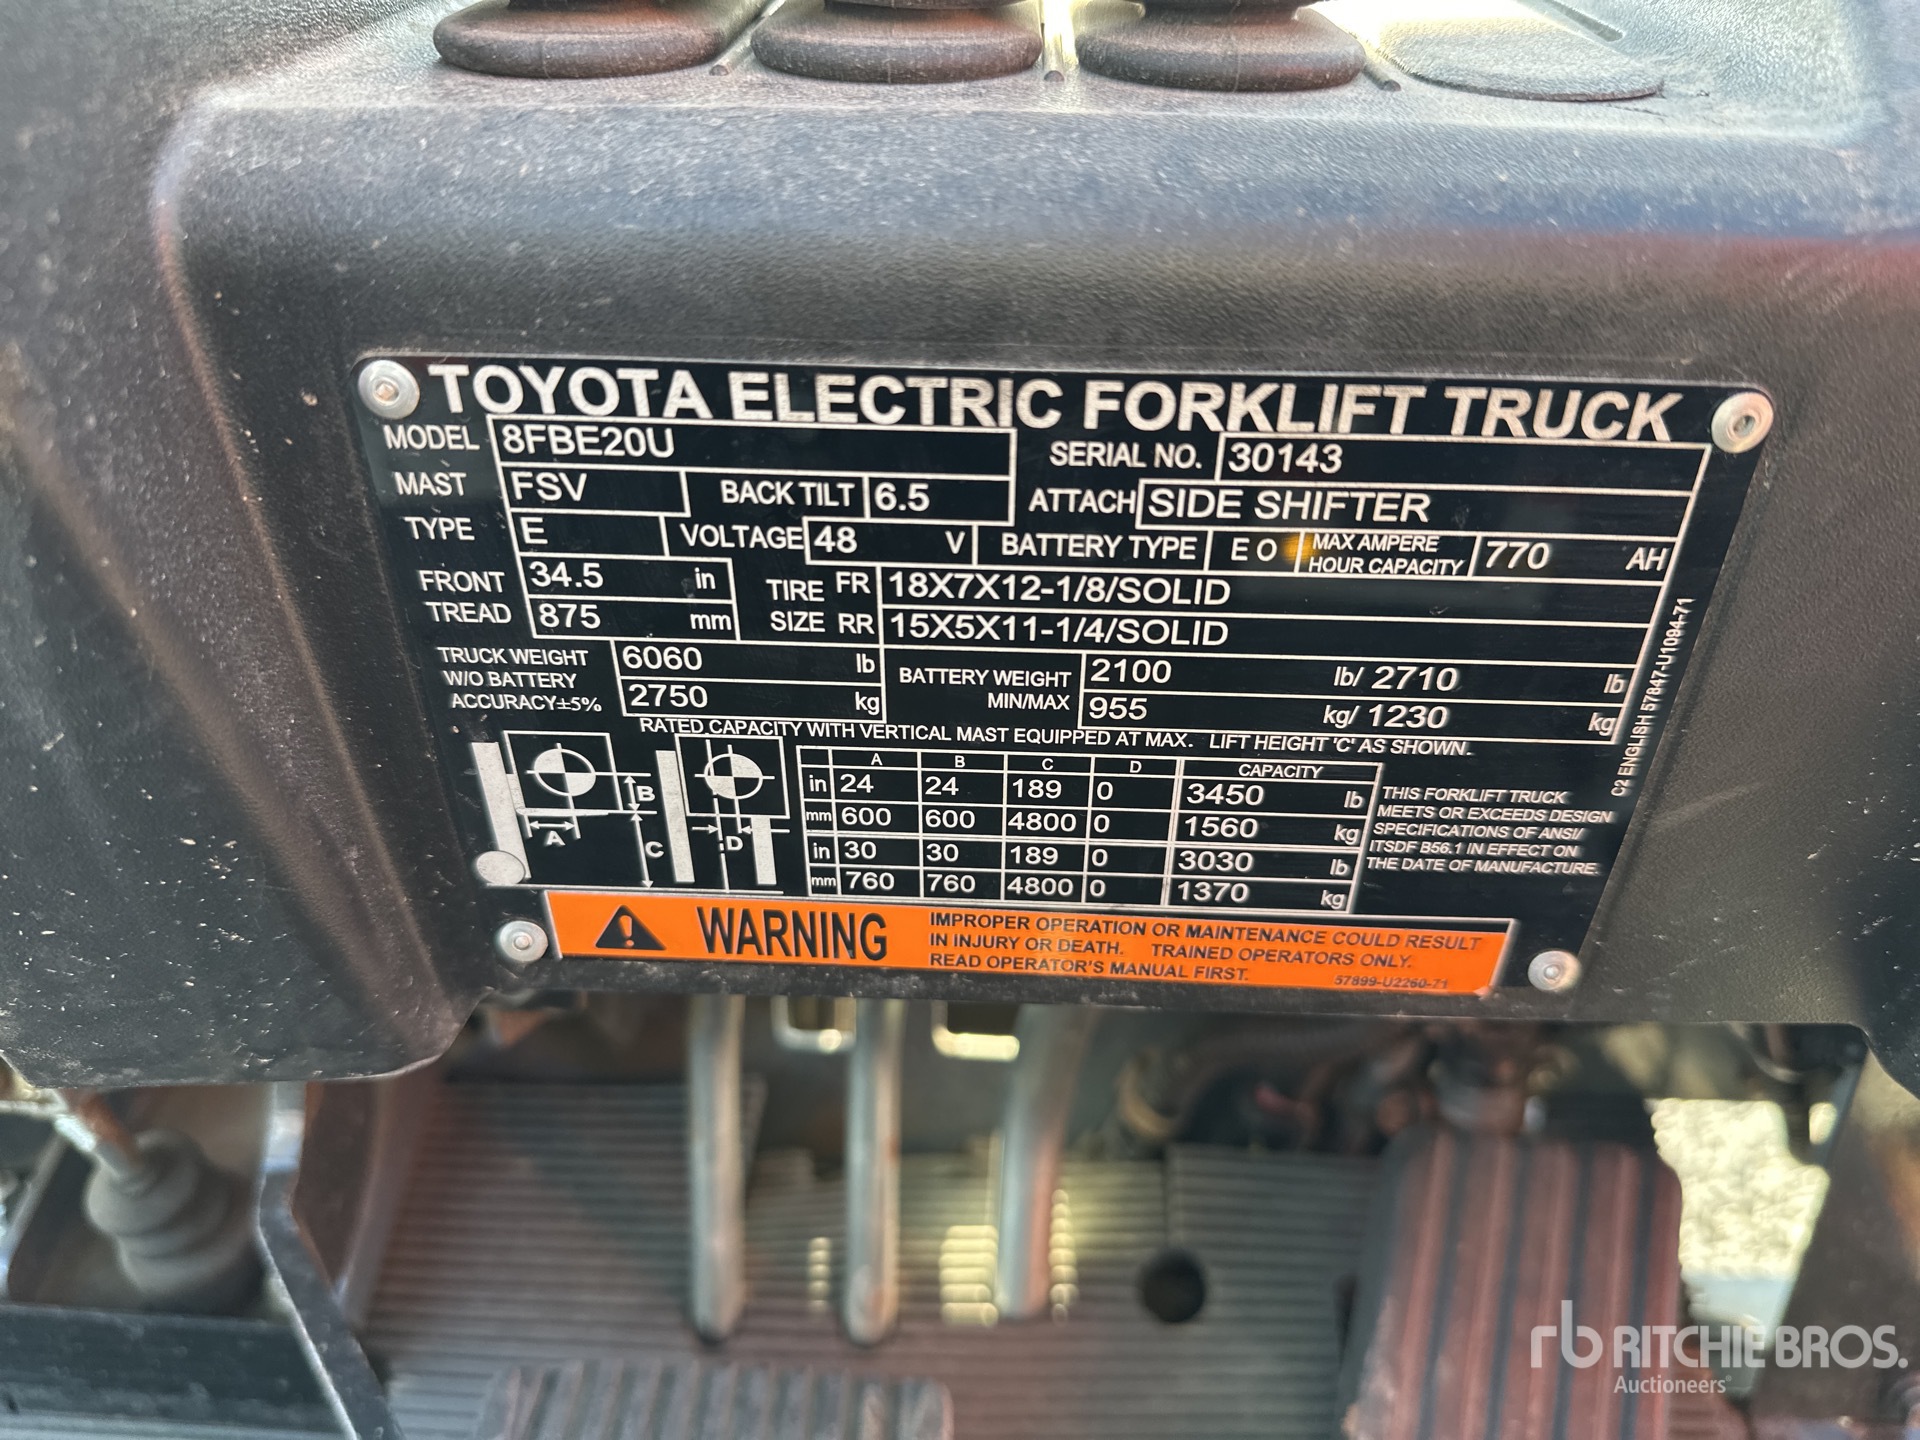 TOYOTA ELECTRIC FORKLIFT TRUCK
MODEL 8FBE20U SERIAL NO. 30143
MAST FSV BACK TILT 6.5 ATTACH SIDE SHIFTER
TYPE E VOLTAGE 48 V BATTERY TYPE E O MAX AMPERE HOUR CAPACITY 770 AH
FRONT TREAD 34.5 in TIRE SIZE FR 18X7X12-1/8/SOLID
875 mm RR 15X5X11-1/4/SOLID
TRUCK WEIGHT 6060 lb BATTERY WEIGHT 2100 lb/ 2710 lb
W/O BATTERY
ACCURACY±5% 2750 kg MIN/MAX 955 kg/ 1230 kg
RATED CAPACITY WITH VERTICAL MAST EQUIPPED AT MAX. LIFT HEIGHT 'C' AS SHOWN.
A B C D CAPACITY
in 24 24 189 0 3450 lb
mm 600 600 4800 0 1560 kg
in 30 30 189 0 3030 lb
mm 760 760 4800 0 1370 kg
A
B
C
D
THIS FORKLIFT TRUCK
MEETS OR EXCEEDS DESIGN
SPECIFICATIONS OF ANSI/
ITSDF B56.1 IN EFFECT ON
THE DATE OF MANUFACTURE.
C2 ENGLISH 57847-U1094-71
WARNING
IMPROPER OPERATION OR MAINTENANCE COULD RESULT
IN INJURY OR DEATH. TRAINED OPERATORS ONLY.
READ OPERATOR'S MANUAL FIRST.
57899-U2260-71
rb RITCHIE BROS.
Auctioneers